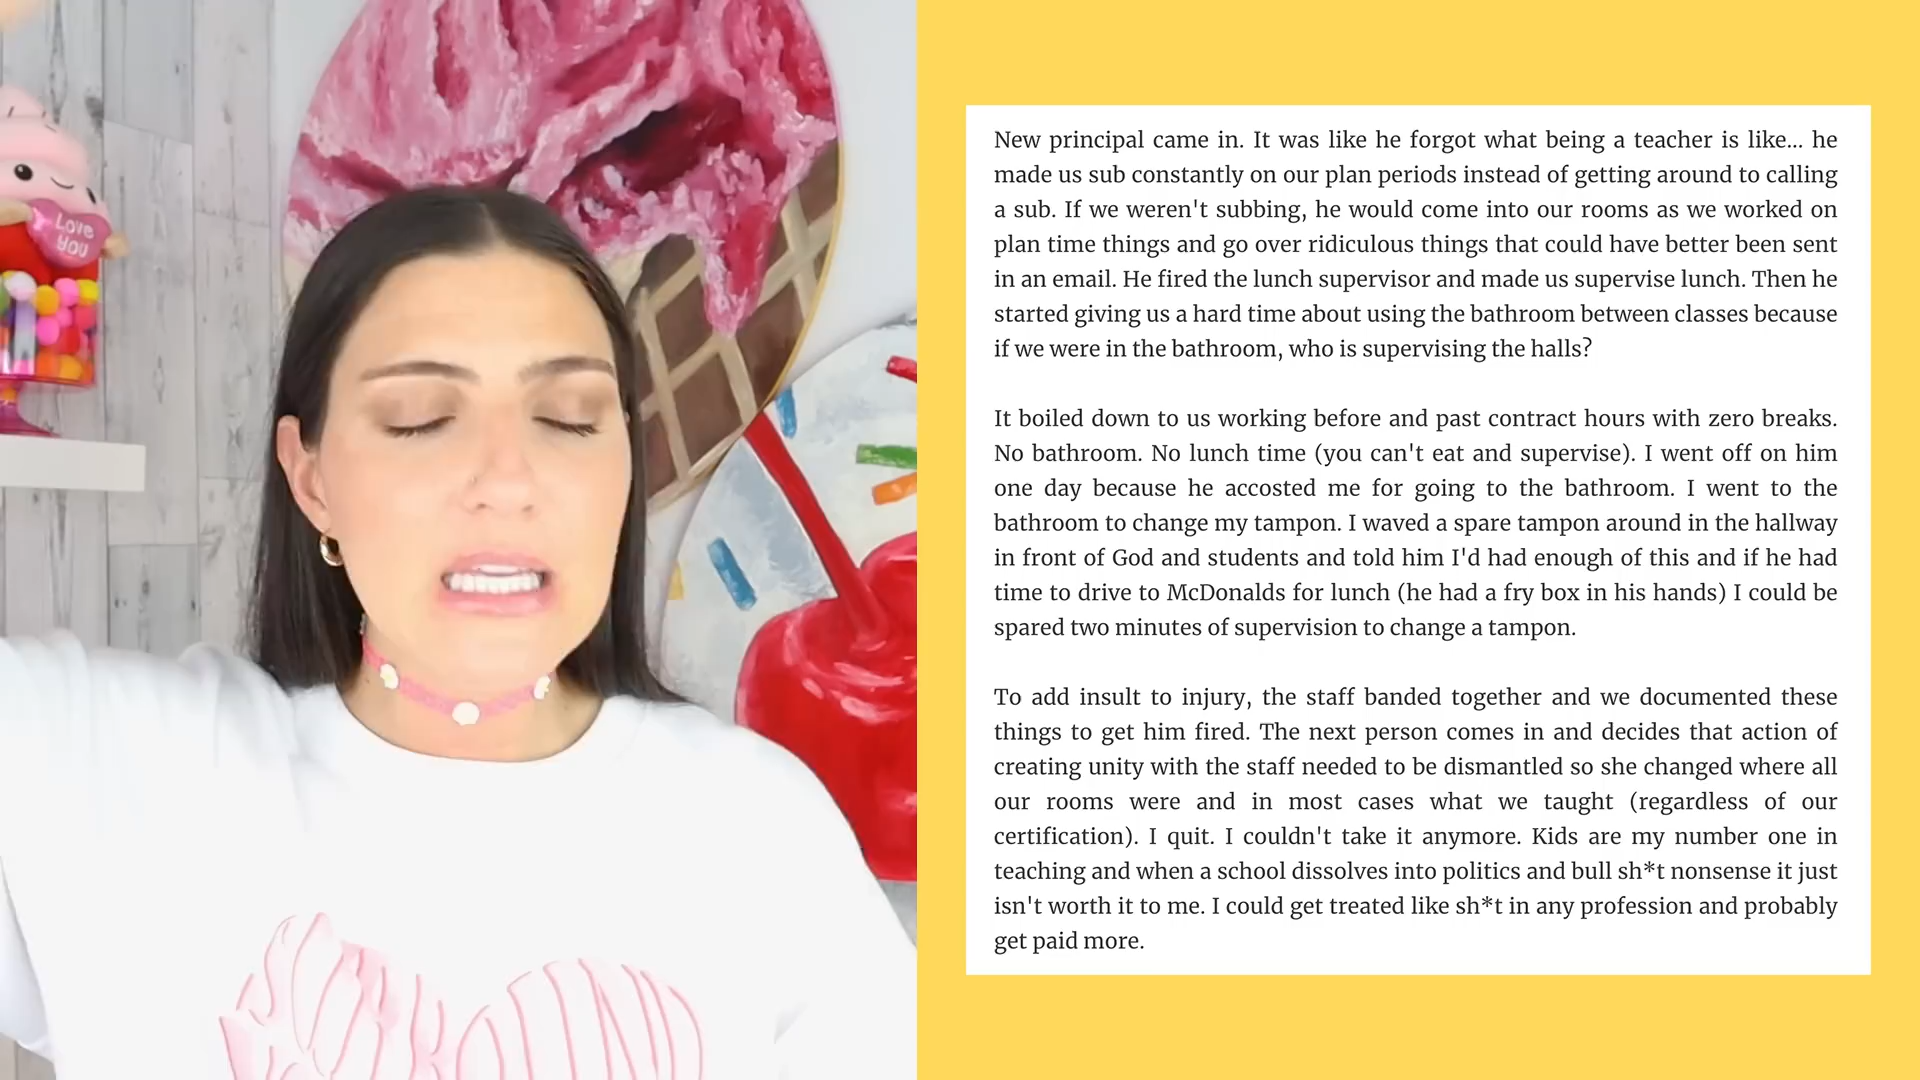 Love
You
New principal came in. It was like he forgot what being a teacher is like... he
made us sub constantly on our plan periods instead of getting around to calling
a sub. If we weren't subbing, he would come into our rooms as we worked on
plan time things and go over ridiculous things that could have better been sent
in an email. He fired the lunch supervisor and made us supervise lunch. Then he
started giving us a hard time about using the bathroom between classes because
if we were in the bathroom, who is supervising the halls?
It boiled down to us working before and past contract hours with zero breaks.
No bathroom. No lunch time (you can't eat and supervise). I went off on him
one day because he accosted me for going to the bathroom. I went to the
bathroom to change my tampon. I waved a spare tampon around in the hallway
in front of God and students and told him I'd had enough of this and if he had
time to drive to McDonalds for lunch (he had a fry box in his hands) I could be
spared two minutes of supervision to change a tampon.
To add insult to injury, the staff banded together and we documented these
things to get him fired. The next person comes in and decides that action of
creating unity with the staff needed to be dismantled so she changed where all
our rooms were and in most cases what we taught (regardless of our
certification). I quit. I couldn't take it anymore. Kids are my number one in
teaching and when a school dissolves into politics and bull sh*t nonsense it just
isn't worth it to me. I could get treated like sh*t in any profession and probably
get paid more.